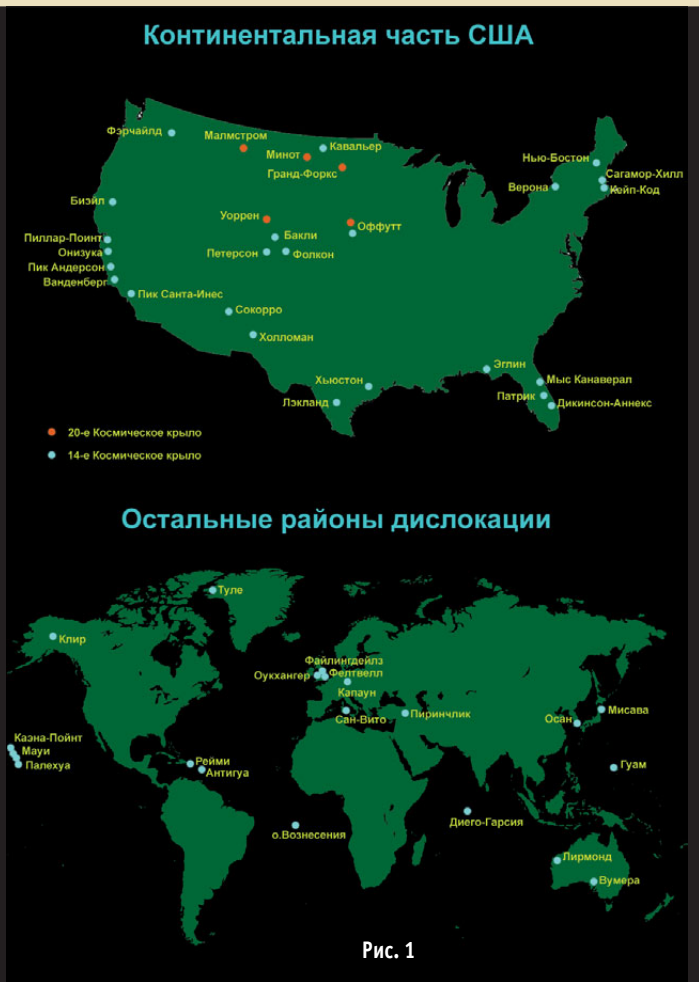 Континентальная часть США
Фэрчайлд
Малмстром
Минот
Кавальер
Гранд-Форкс
Нью-Бостон
Сагамор-Хилл
Верона
Кейп-Код
Биэйл
Уоррен
Оффутт
Бакли
Пиллар-Поинт
Онизука
Петерсон
Фолкон
Пик Андерсон
Ванденберг
Пик Санта-Инес
Сокорро
Холломан
Эглин
Хьюстон
Мыс Канаверал
Лэкланд
Патрик
Дикинсон-Аннекс
20-е Космическое крыло
14-е Космическое крыло
Остальные районы дислокации
Туле
Клир
Файлингдейлз
Оукхангер
Фелтвелл
Капаун
Сан-Вито
Пиринчлик
Осан
Мисава
Каэна-Пойнт
Мауи
Палехуа
Рейми
Антигуа
Гуам
Диего-Гарсия
о.Вознесения
Лирмонд
Вумера
Рис. 1